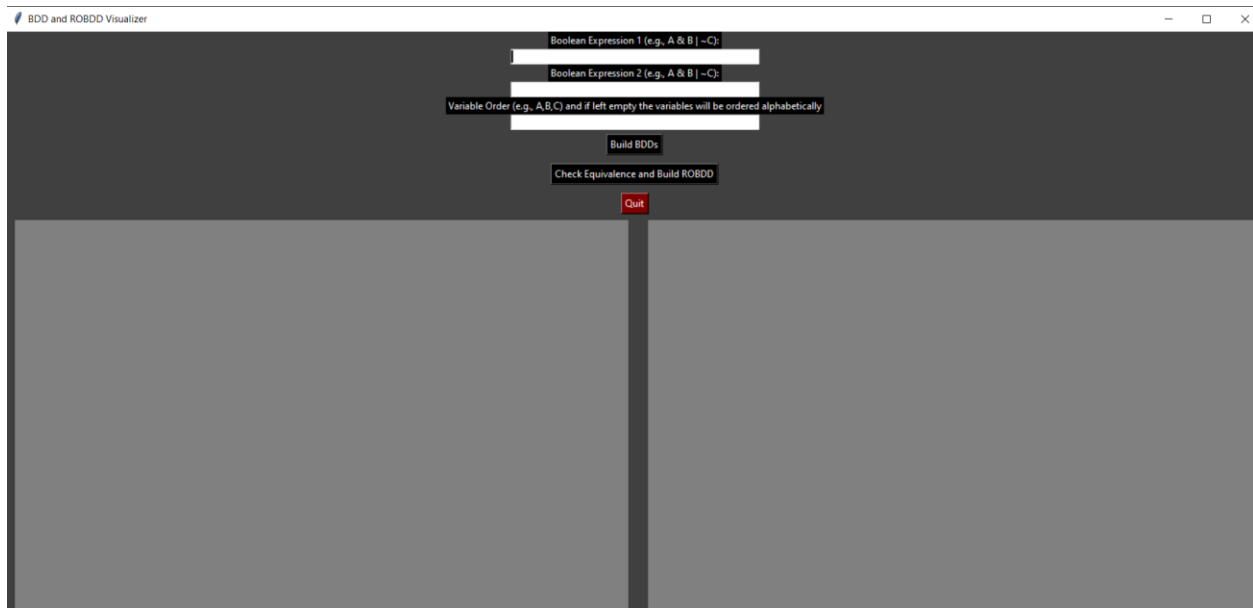 BDD and ROBDD Visualizer
Boolean Expression 1 (e.g., A & B | ~C):
Boolean Expression 2 (e.g., A & B | ~C):
Variable Order (e.g., A,B,C) and if left empty the variables will be ordered alphabetically
Build BDDs
Check Equivalence and Build ROBDD
Quit